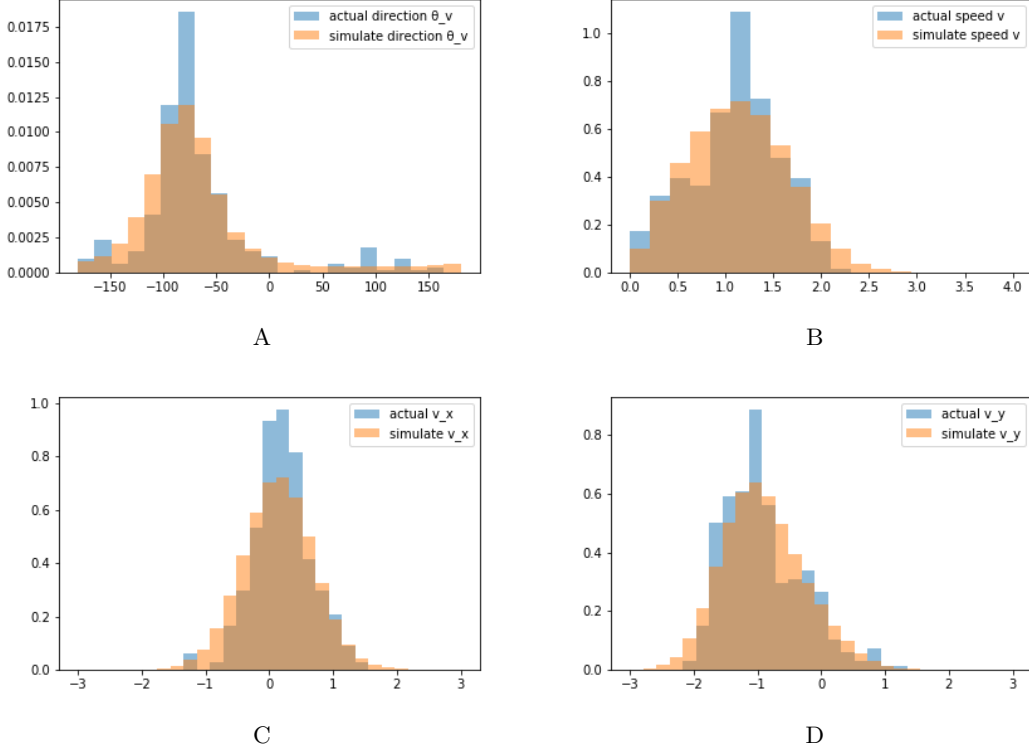 0.0175
0.0150
0.0125
0.0100
0.0075
0.0050
0.0025
0.0000
−150 −100 −50 0 50 100 150
actual direction θ_v
simulate direction θ_v
A
1.0
0.8
0.6
0.4
0.2
0.0
0.0 0.5 1.0 1.5 2.0 2.5 3.0 3.5 4.0
actual speed v
simulate speed v
B
1.0
0.8
0.6
0.4
0.2
0.0
−3 −2 −1 0 1 2 3
actual v_x
simulate v_x
C
0.8
0.6
0.4
0.2
0.0
−3 −2 −1 0 1 2 3
actual v_y
simulate v_y
D